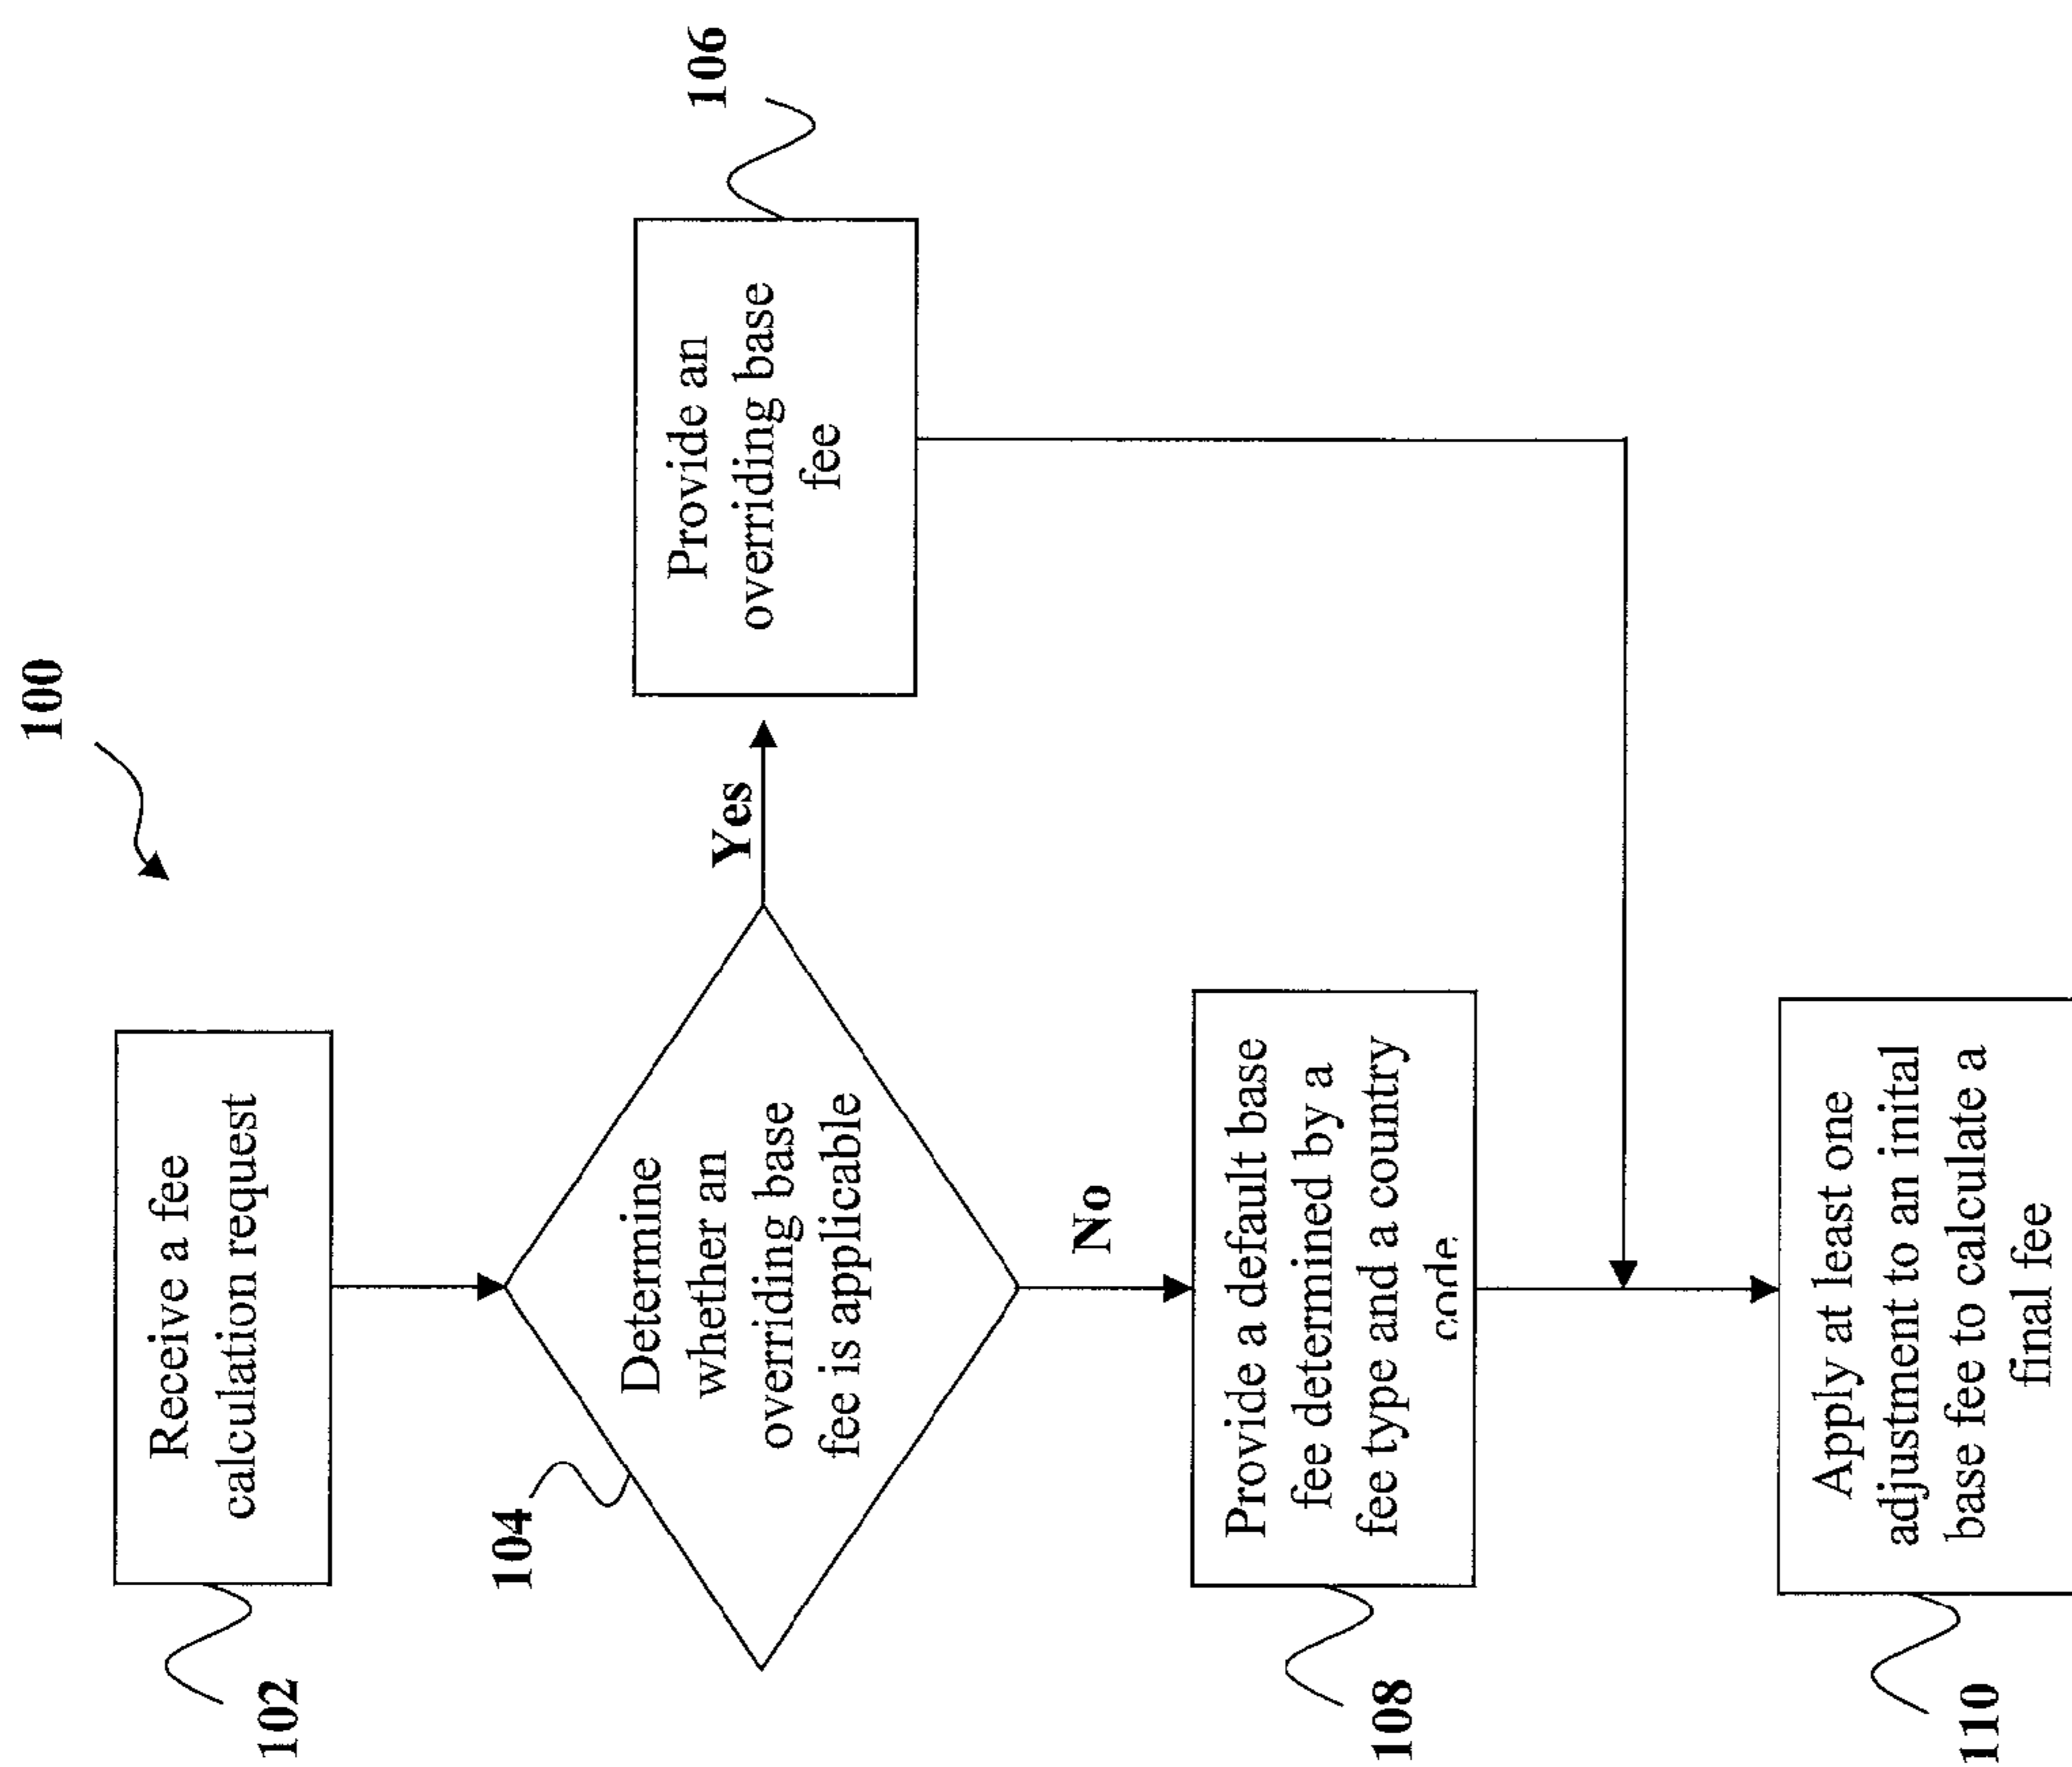 100
102
Receive a fee
calculation request
104
Determine
whether an
overriding base
fee is applicable
Yes
106
Provide an
overriding base
fee
No
108
Provide a default base
fee determined by a
fee type and a country
code
110
Apply at least one
adjustment to an inital
base fee to calculate a
final fee